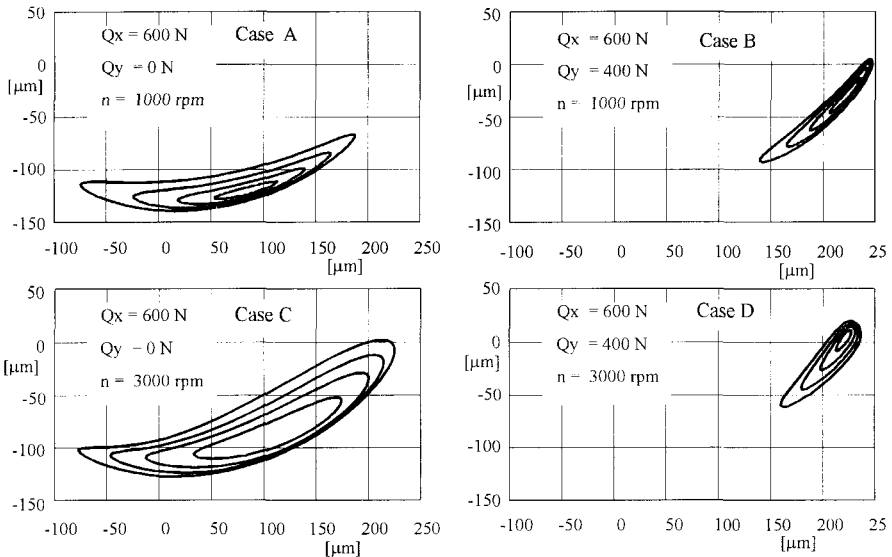 50
Qx = 600 N
Case A
0
Qy = 0 N
[μm]
n = 1000 rpm
-50
-100
-150
-100 -50 0 50 100 150 200 250
[μm]
50
Qx = 600 N
Case B
0
Qy = 400 N
[μm]
n = 1000 rpm
-50
-100
-150
-100 -50 0 50 100 150 200 25
[μm]
50
Qx = 600 N
Case C
0
Qy – 0 N
[μm]
n = 3000 rpm
-50
-100
-150
-100 -50 0 50 100 150 200 250
[μm]
50
Qx = 600 N
Case D
0
Qy = 400 N
[μm]
n = 3000 rpm
-50
-100
-150
-100 -50 0 50 100 150 200 25
[μm]